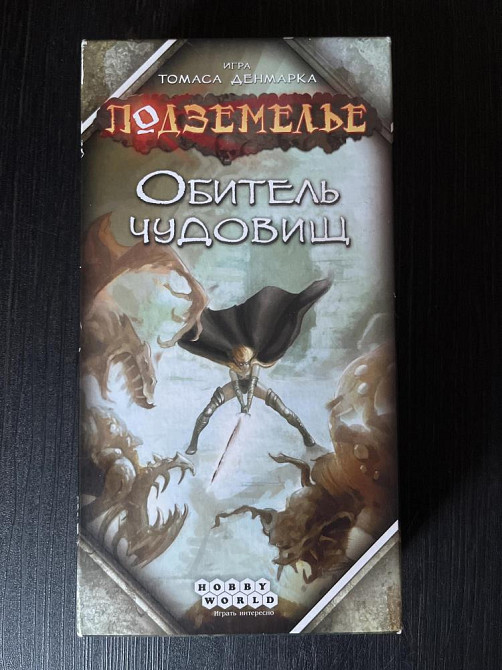 ИГРА
ТОМАСА ДЕНМАРКА
ПОДЗЕМЕЛЬЕ
ОБИТЕЛЬ
ЧУДОВИЩ
HOBBY
WORLD
Играть интересно